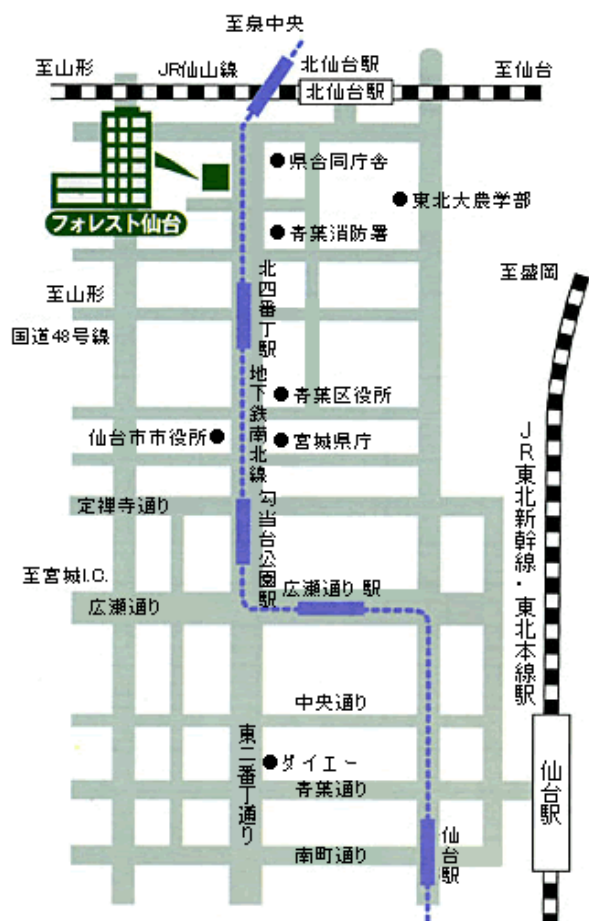 至泉中央
至山形
JR仙山線
北仙台駅
至仙台
北仙台駅
県合同庁舎
東北大農学部
フォレスト仙台
青葉消防署
至盛岡
至山形
北四番丁駅
国道48号線
地下鉄南北線
青葉区役所
仙台市市役所
宮城県庁
JR東北新幹線・東北本線駅
定禅寺通り
勾当台公園駅
至宮城I.C.
広瀬通り 駅
広瀬通り
中央通り
東二番丁通り
ダイエー
青葉通り
仙台駅
仙台駅
南町通り